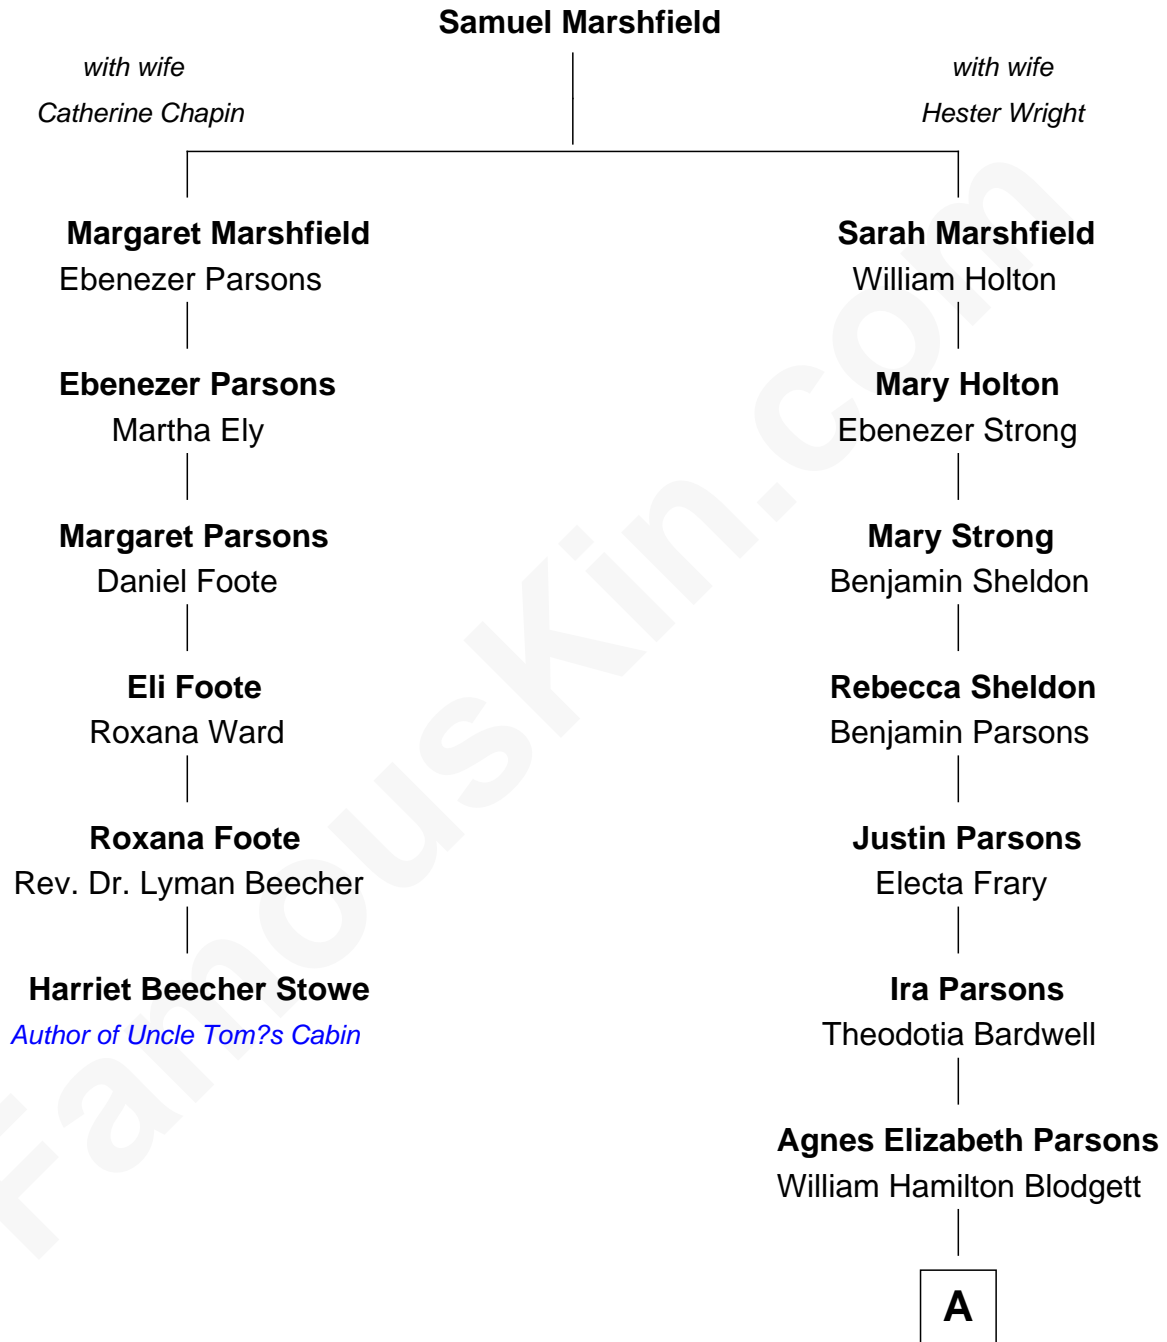 Samuel Marshfield
with wife
Catherine Chapin
with wife
Hester Wright
Margaret Marshfield
Ebenezer Parsons
Ebenezer Parsons
Martha Ely
Margaret Parsons
Daniel Foote
Eli Foote
Roxana Ward
Roxana Foote
Rev. Dr. Lyman Beecher
Harriet Beecher Stowe
Author of Uncle Tom?s Cabin
Sarah Marshfield
William Holton
Mary Holton
Ebenezer Strong
Mary Strong
Benjamin Sheldon
Rebecca Sheldon
Benjamin Parsons
Justin Parsons
Electa Frary
Ira Parsons
Theodotia Bardwell
Agnes Elizabeth Parsons
William Hamilton Blodgett
A
FamousKin.com